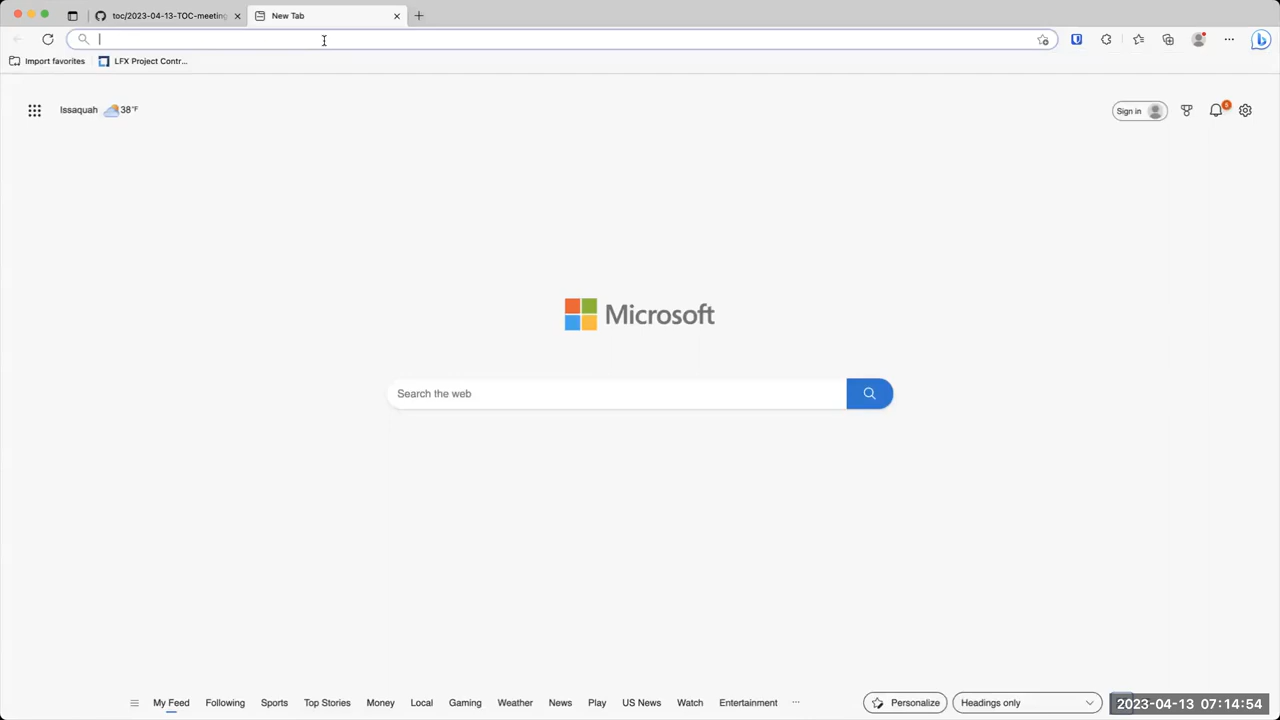 toc/2023-04-13-TOC-meeting
New Tab
Import favorites
LFX Project Contr...
Issaquah
38°F
Sign in
6
Microsoft
Search the web
My Feed
Following
Sports
Top Stories
Money
Local
Gaming
Weather
News
Play
US News
Watch
Entertainment
...
Personalize
Headings only
2023-04-13 07:14:54